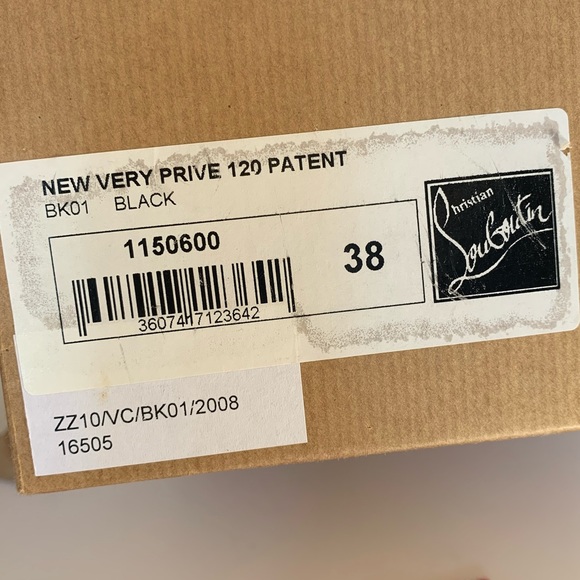 NEW VERY PRIVE 120 PATENT
BK01 BLACK
1150600
38
3607417123642
Christian
Louboutin
ZZ10/VC/BK01/2008
16505